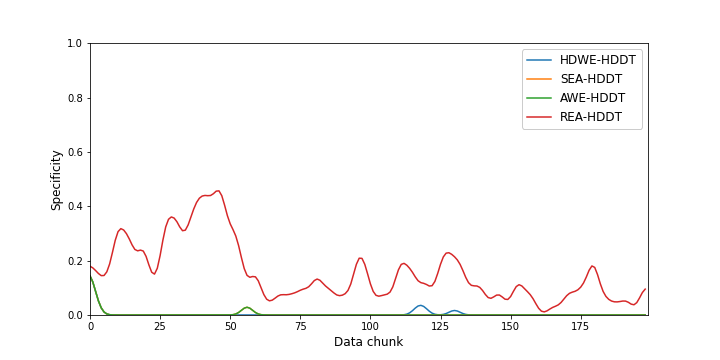 HDWE-HDDT
SEA-HDDT
AWE-HDDT
REA-HDDT
1.0
0.8
0.6
0.4
0.2
0.0
Specificity
0 25 50 75 100 125 150 175
Data chunk